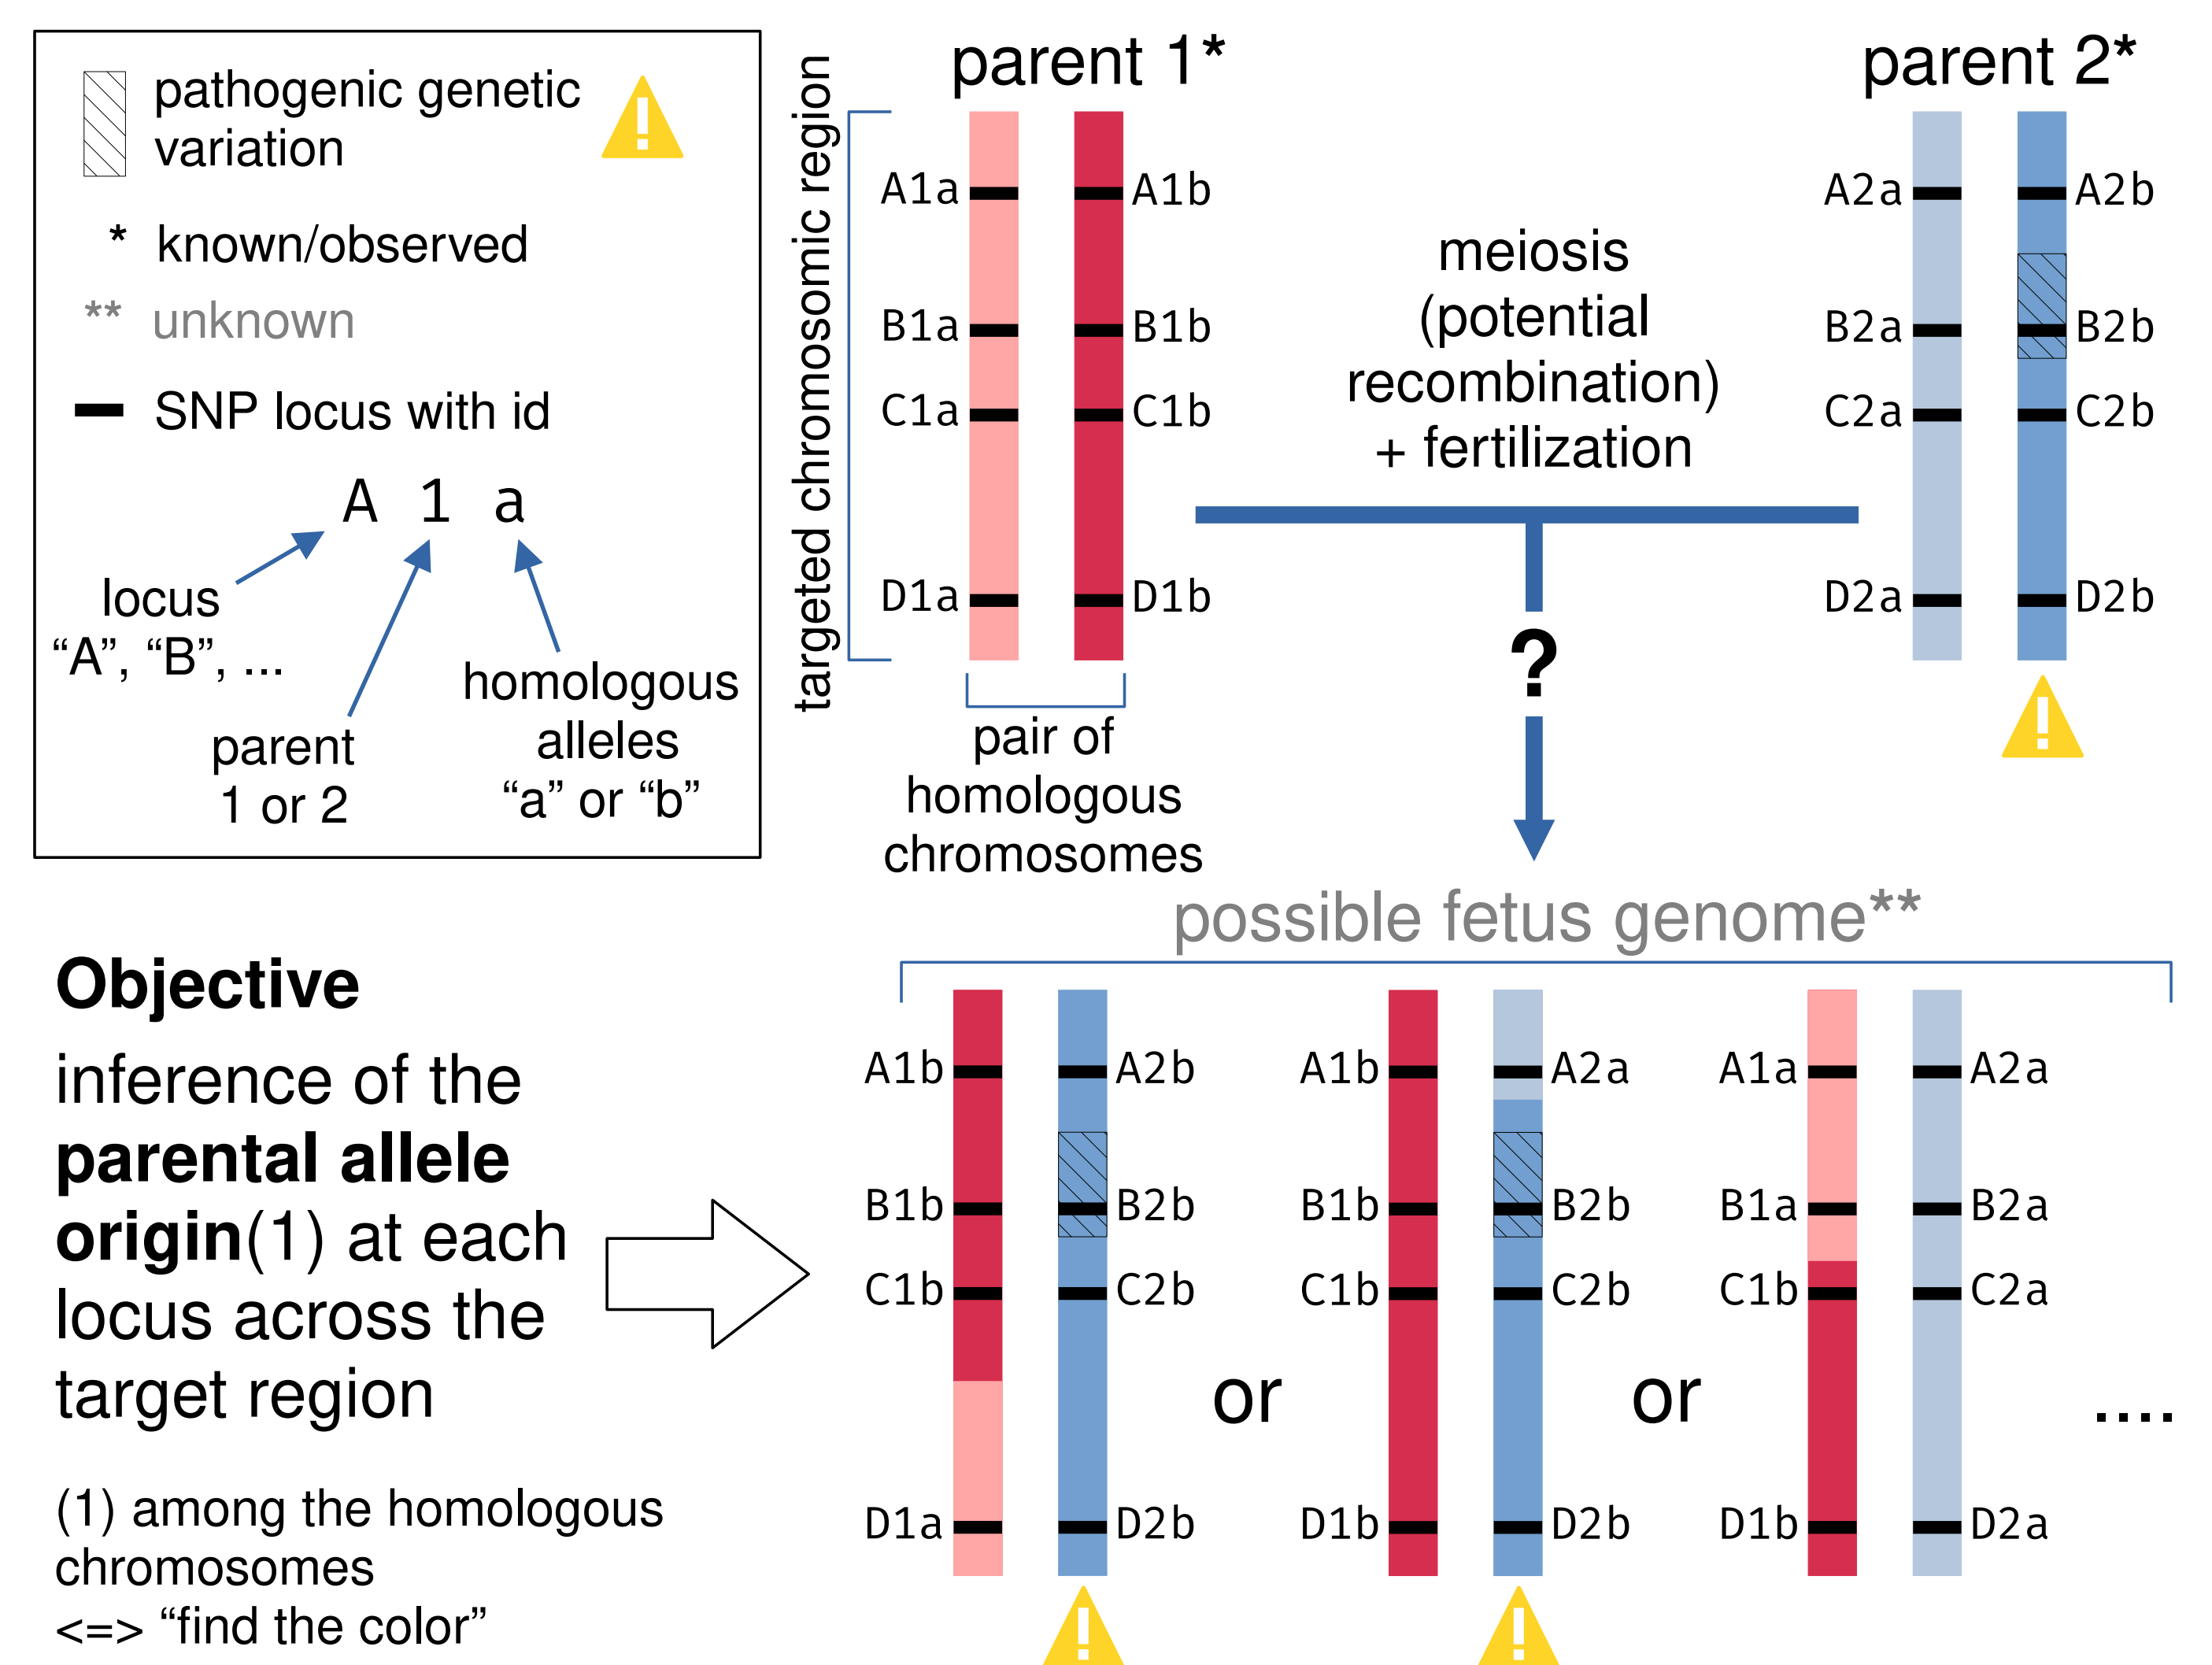 pathogenic genetic
variation
* known/observed
** unknown
SNP locus with id
A 1 a
locus
“A”, “B”, ...
parent
1 or 2
homologous
alleles
“a” or “b”
targeted chromosomic region
parent 1*
A1a
A1b
B1a
B1b
C1a
C1b
D1a
D1b
pair of
homologous
chromosomes
meiosis
(potential
recombination)
+ fertilization
?
parent 2*
A2a
A2b
B2a
B2b
C2a
C2b
D2a
D2b
possible fetus genome**
Objective
inference of the
parental allele
origin(1) at each
locus across the
target region
(1) among the homologous
chromosomes
<=> “find the color”
A1b
A2b
B1b
B2b
C1b
C2b
D1a
D2b
or
A1b
A2a
B1b
B2b
C1b
C2b
D1b
D2b
or
A1a
A2a
B1a
B2a
C1b
C2a
D1b
D2a
....